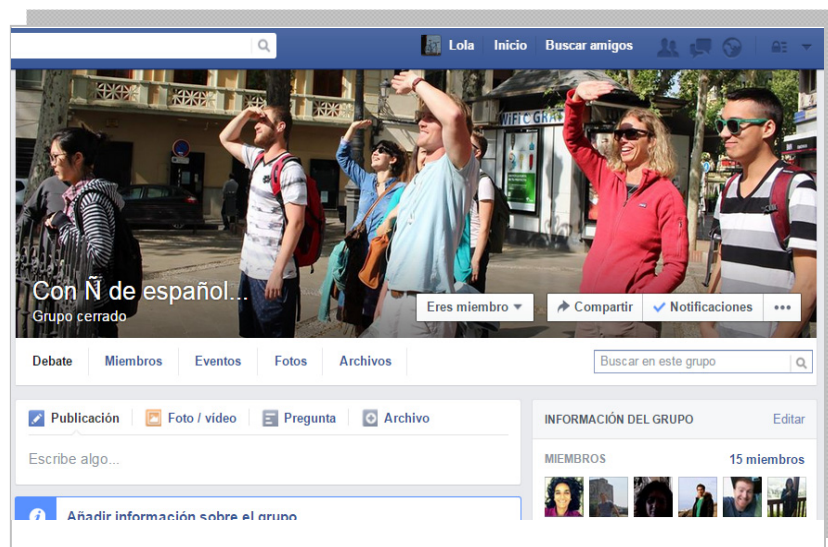 Lola Inicio Buscar amigos
WiFi GRA
Con Ñ de español...
Grupo cerrado
Eres miembro Compartir Notificaciones
Debate Miembros Eventos Fotos Archivos Buscar en este grupo
Publicación Foto / vídeo Pregunta Archivo
Escribe algo...
INFORMACIÓN DEL GRUPO Editar
MIEMBROS 15 miembros
Añadir información sobre el grupo